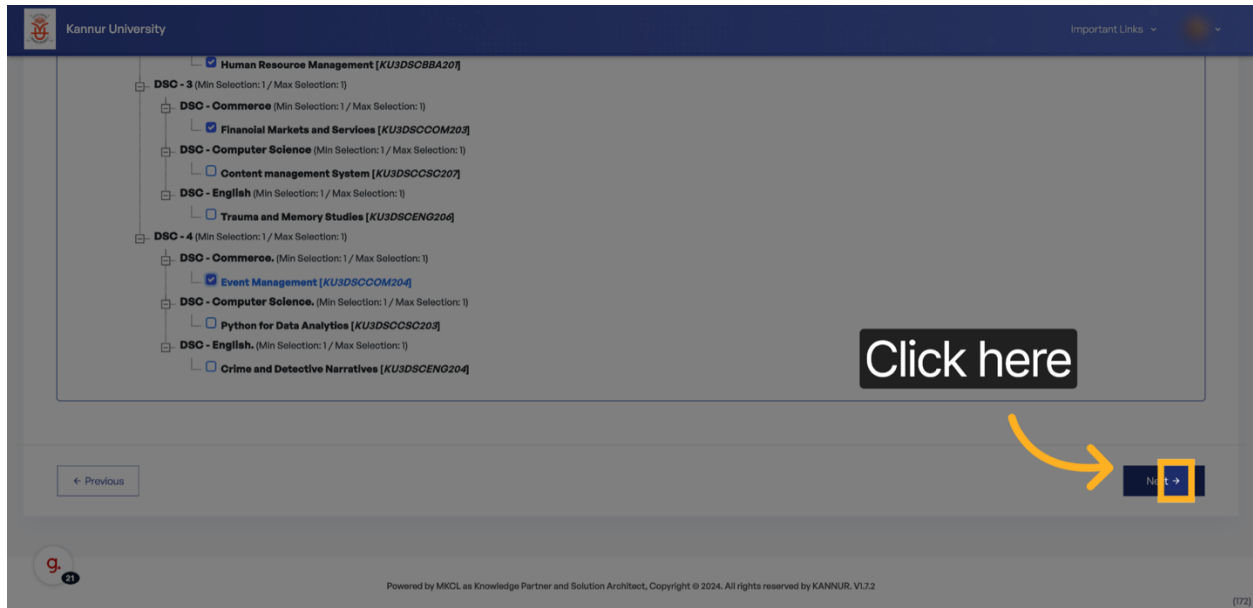 Kannur University
Important Links
Human Resource Management [KU3DSCBBA201]
DSC - 3 (Min Selection: 1 / Max Selection: 1)
DSC - Commerce (Min Selection: 1 / Max Selection: 1)
Financial Markets and Services [KU3DSCCOM203]
DSC - Computer Science (Min Selection: 1 / Max Selection: 1)
Content management System [KU3DSCCSC207]
DSC - English (Min Selection: 1 / Max Selection: 1)
Trauma and Memory Studies [KU3DSCENG206]
DSC - 4 (Min Selection: 1 / Max Selection: 1)
DSC - Commerce. (Min Selection: 1 / Max Selection: 1)
Event Management [KU3DSCCOM204]
DSC - Computer Science. (Min Selection: 1 / Max Selection: 1)
Python for Data Analytics [KU3DSCCSC203]
DSC - English. (Min Selection: 1 / Max Selection: 1)
Crime and Detective Narratives [KU3DSCENG204]
Click here
← Previous
Next →
g.
21
Powered by MKCL as Knowledge Partner and Solution Architect, Copyright © 2024. All rights reserved by KANNUR. V1.7.2
(172)